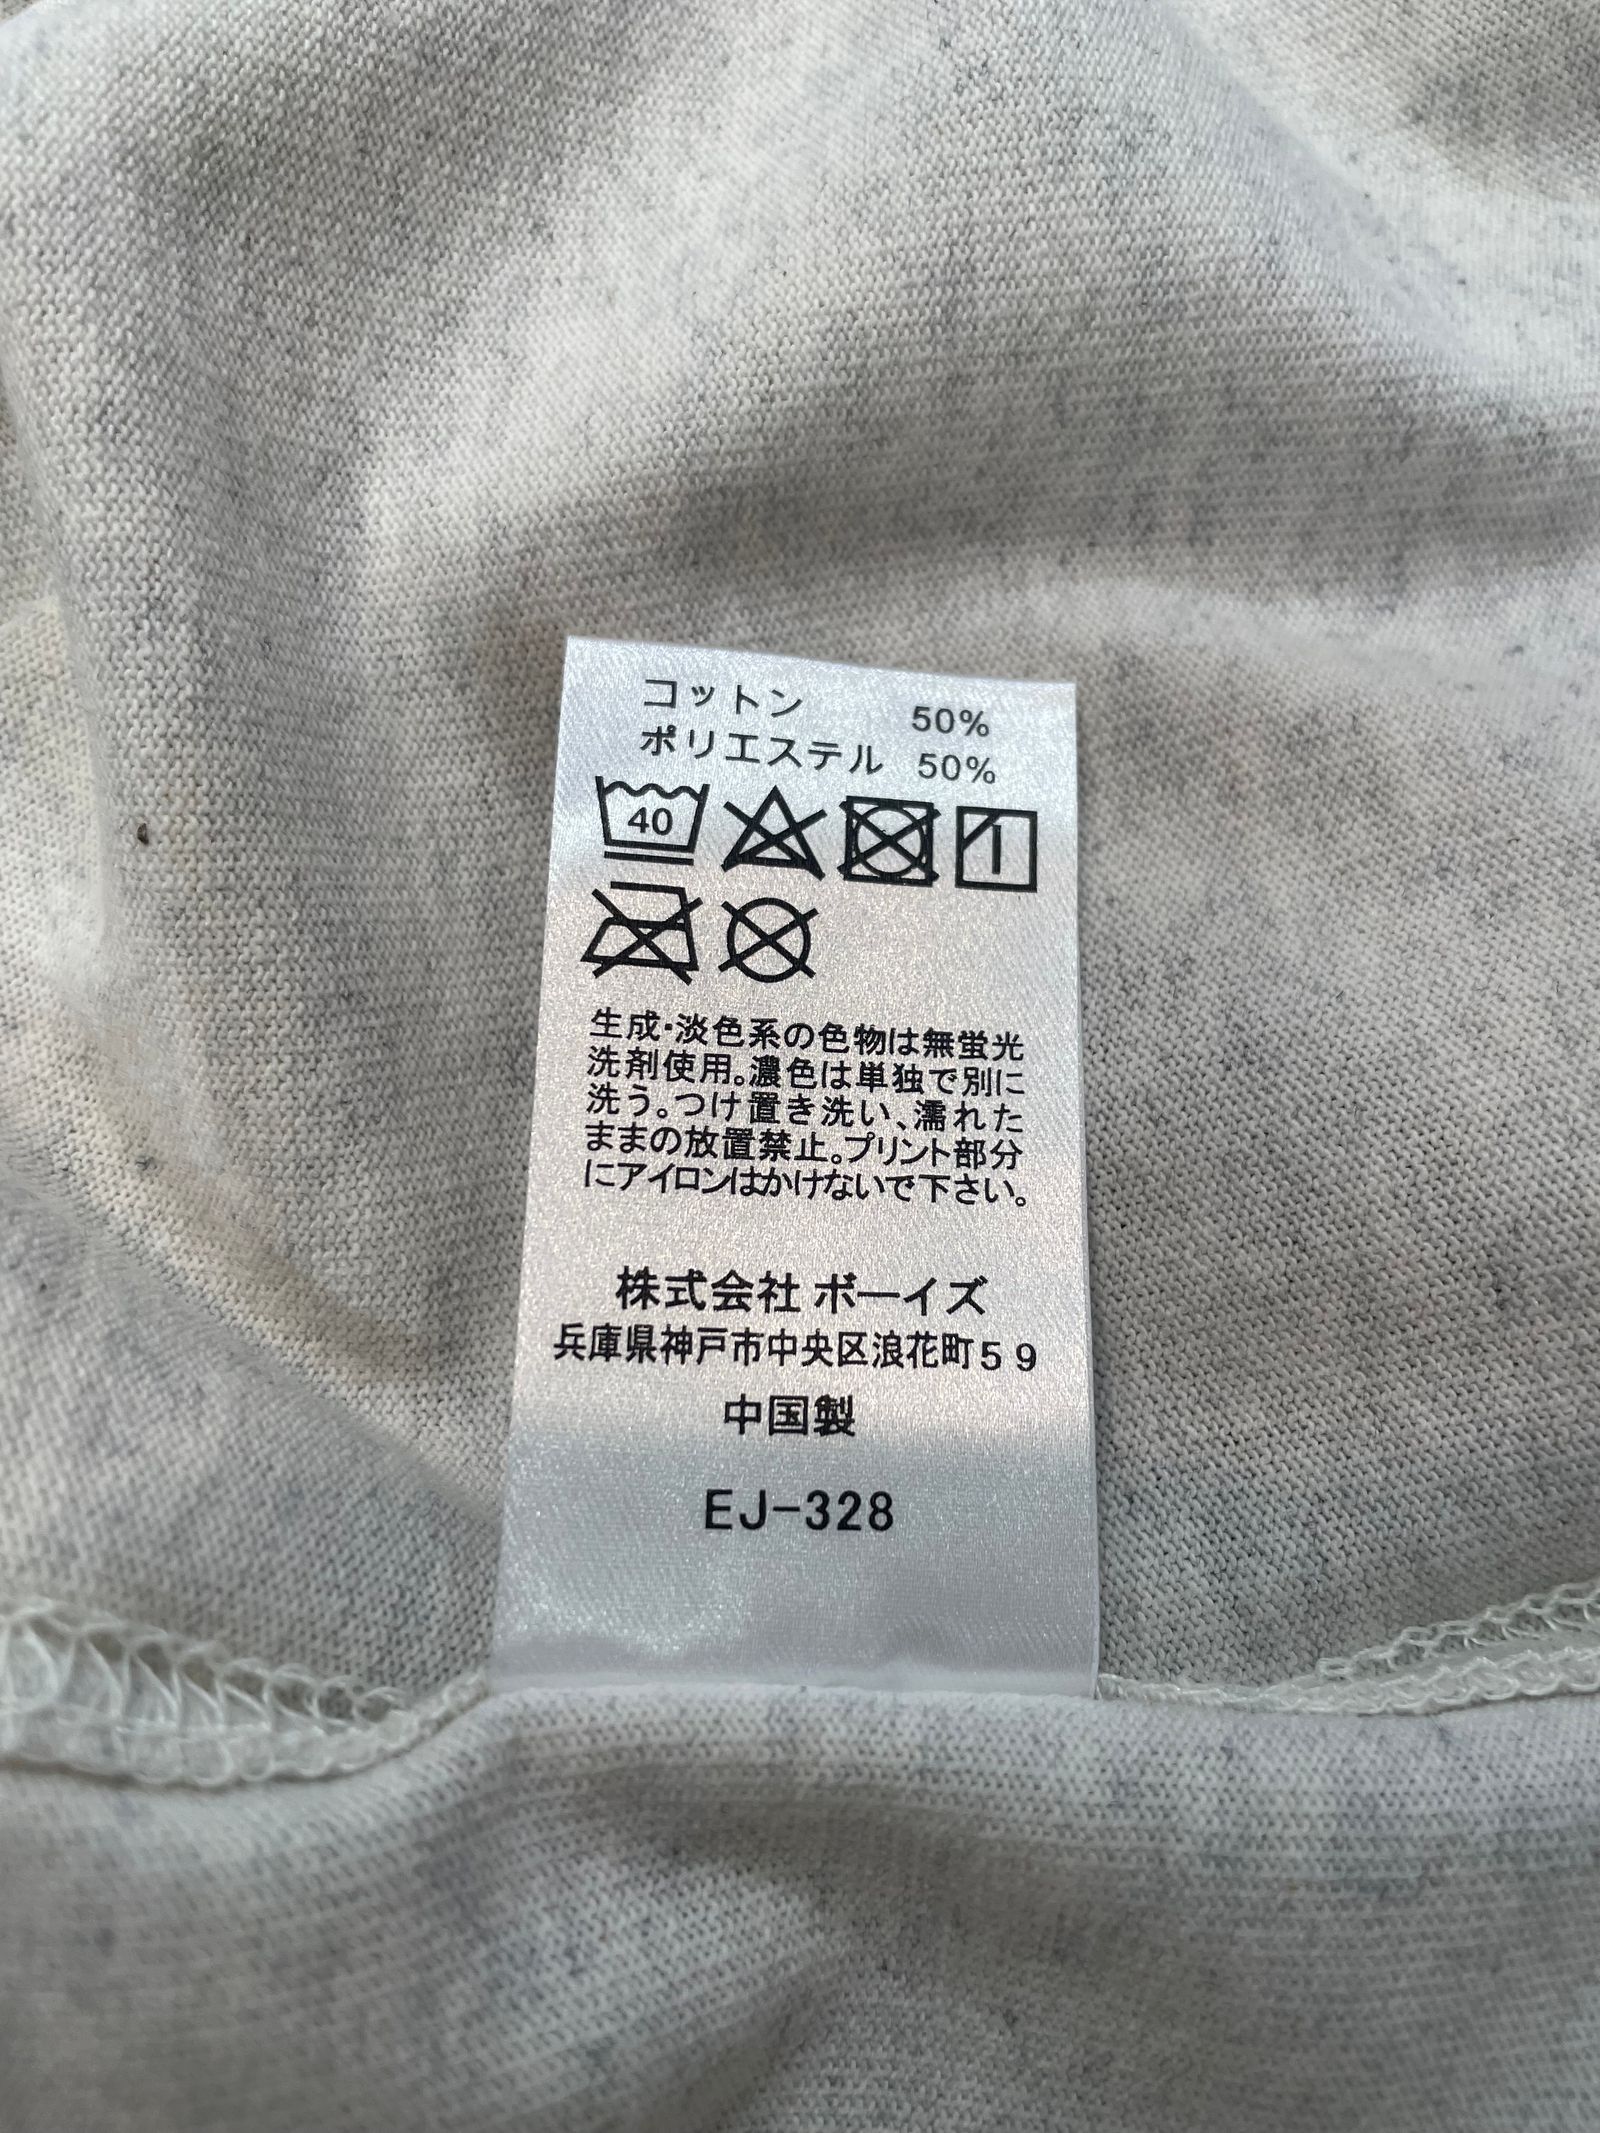 コットン 50%
ポリエステル 50%
40
生成・淡色系の色物は無蛍光
洗剤使用。濃色は単独で別に
洗う。つけ置き洗い、濡れた
ままの放置禁止。プリント部分
にアイロンはかけないで下さい。
株式会社 ボーイズ
兵庫県神戸市中央区浪花町59
中国製
EJ-328